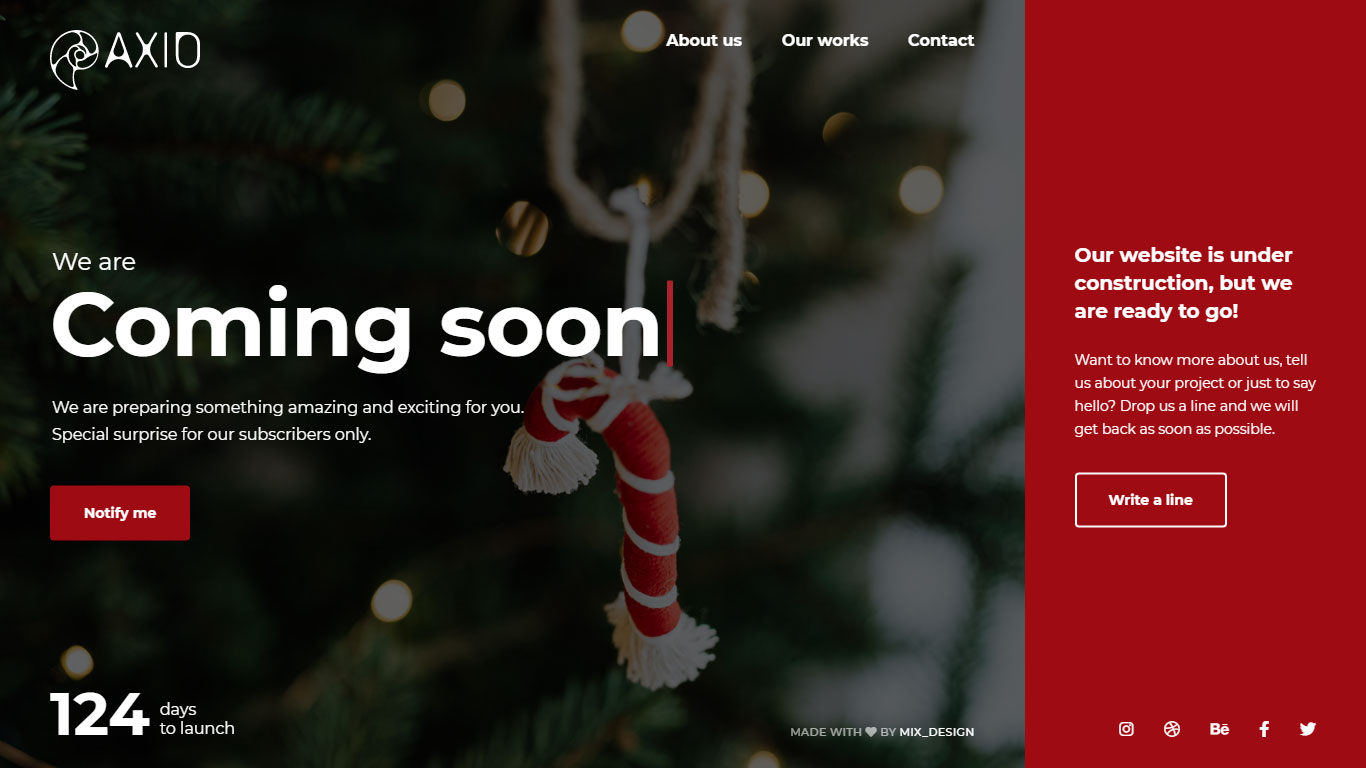 AXIO
About us Our works Contact
We are
Coming soon
We are preparing something amazing and exciting for you.
Special surprise for our subscribers only.
Notify me
124 days
to launch
MADE WITH BY MIX_DESIGN
Our website is under
construction, but we
are ready to go!
Want to know more about us, tell
us about your project or just to say
hello? Drop us a line and we will
get back as soon as possible.
Write a line
Bē